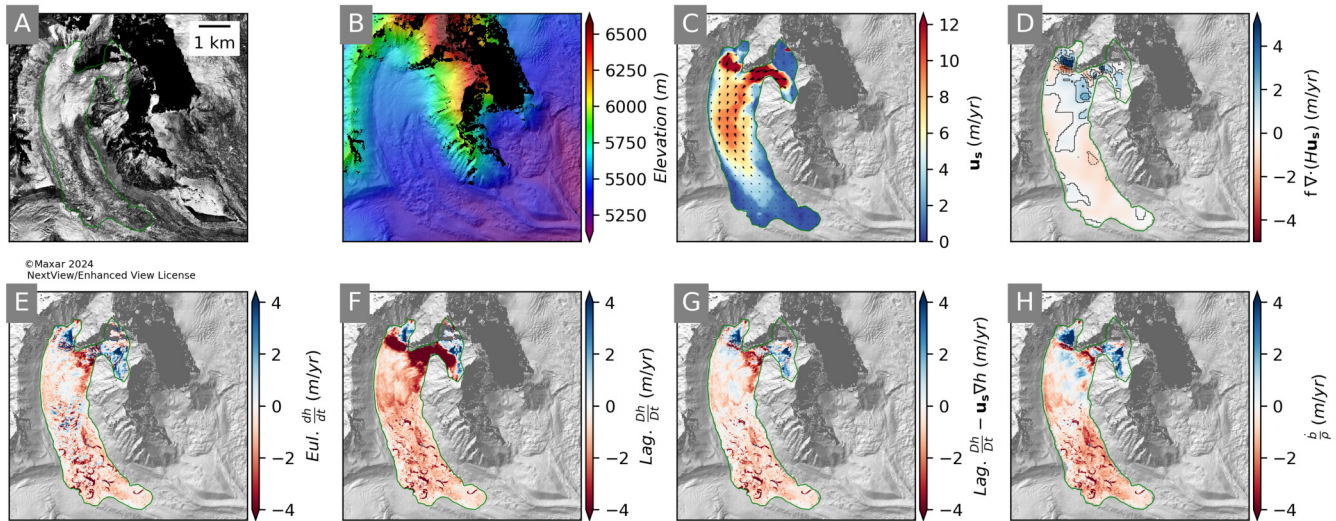 A
1 km
B
6500
6250
6000
5750
5500
5250
Elevation (m)
C
12
10
8
6
4
2
0
u_s (m/yr)
D
4
2
0
−2
−4
f ∇·(Hu_s) (m/yr)
©Maxar 2024
NextView/Enhanced View License
E
4
2
0
−2
−4
Eul. dh/dt (m/yr)
F
4
2
0
−2
−4
Lag. Dh/Dt (m/yr)
G
4
2
0
−2
−4
Lag. Dh/Dt − u_s∇h (m/yr)
H
4
2
0
−2
−4
ḃ/ρ (m/yr)